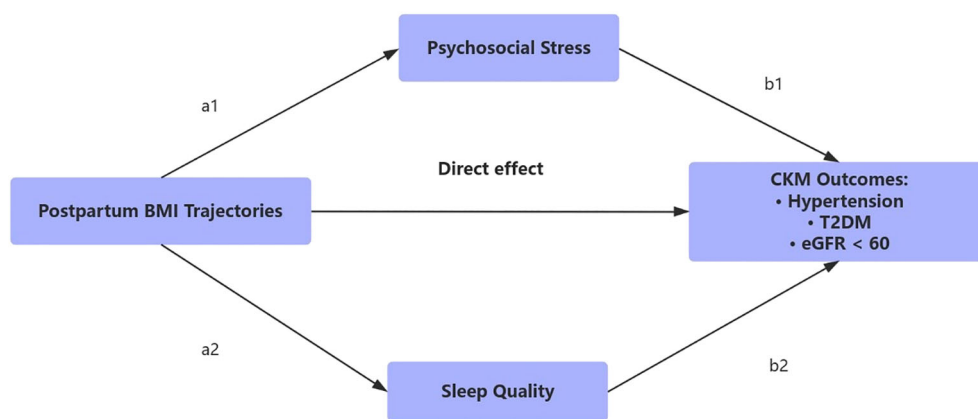 Psychosocial Stress
a1
b1
Direct effect
Postpartum BMI Trajectories
CKM Outcomes:
• Hypertension
• T2DM
• eGFR < 60
a2
b2
Sleep Quality